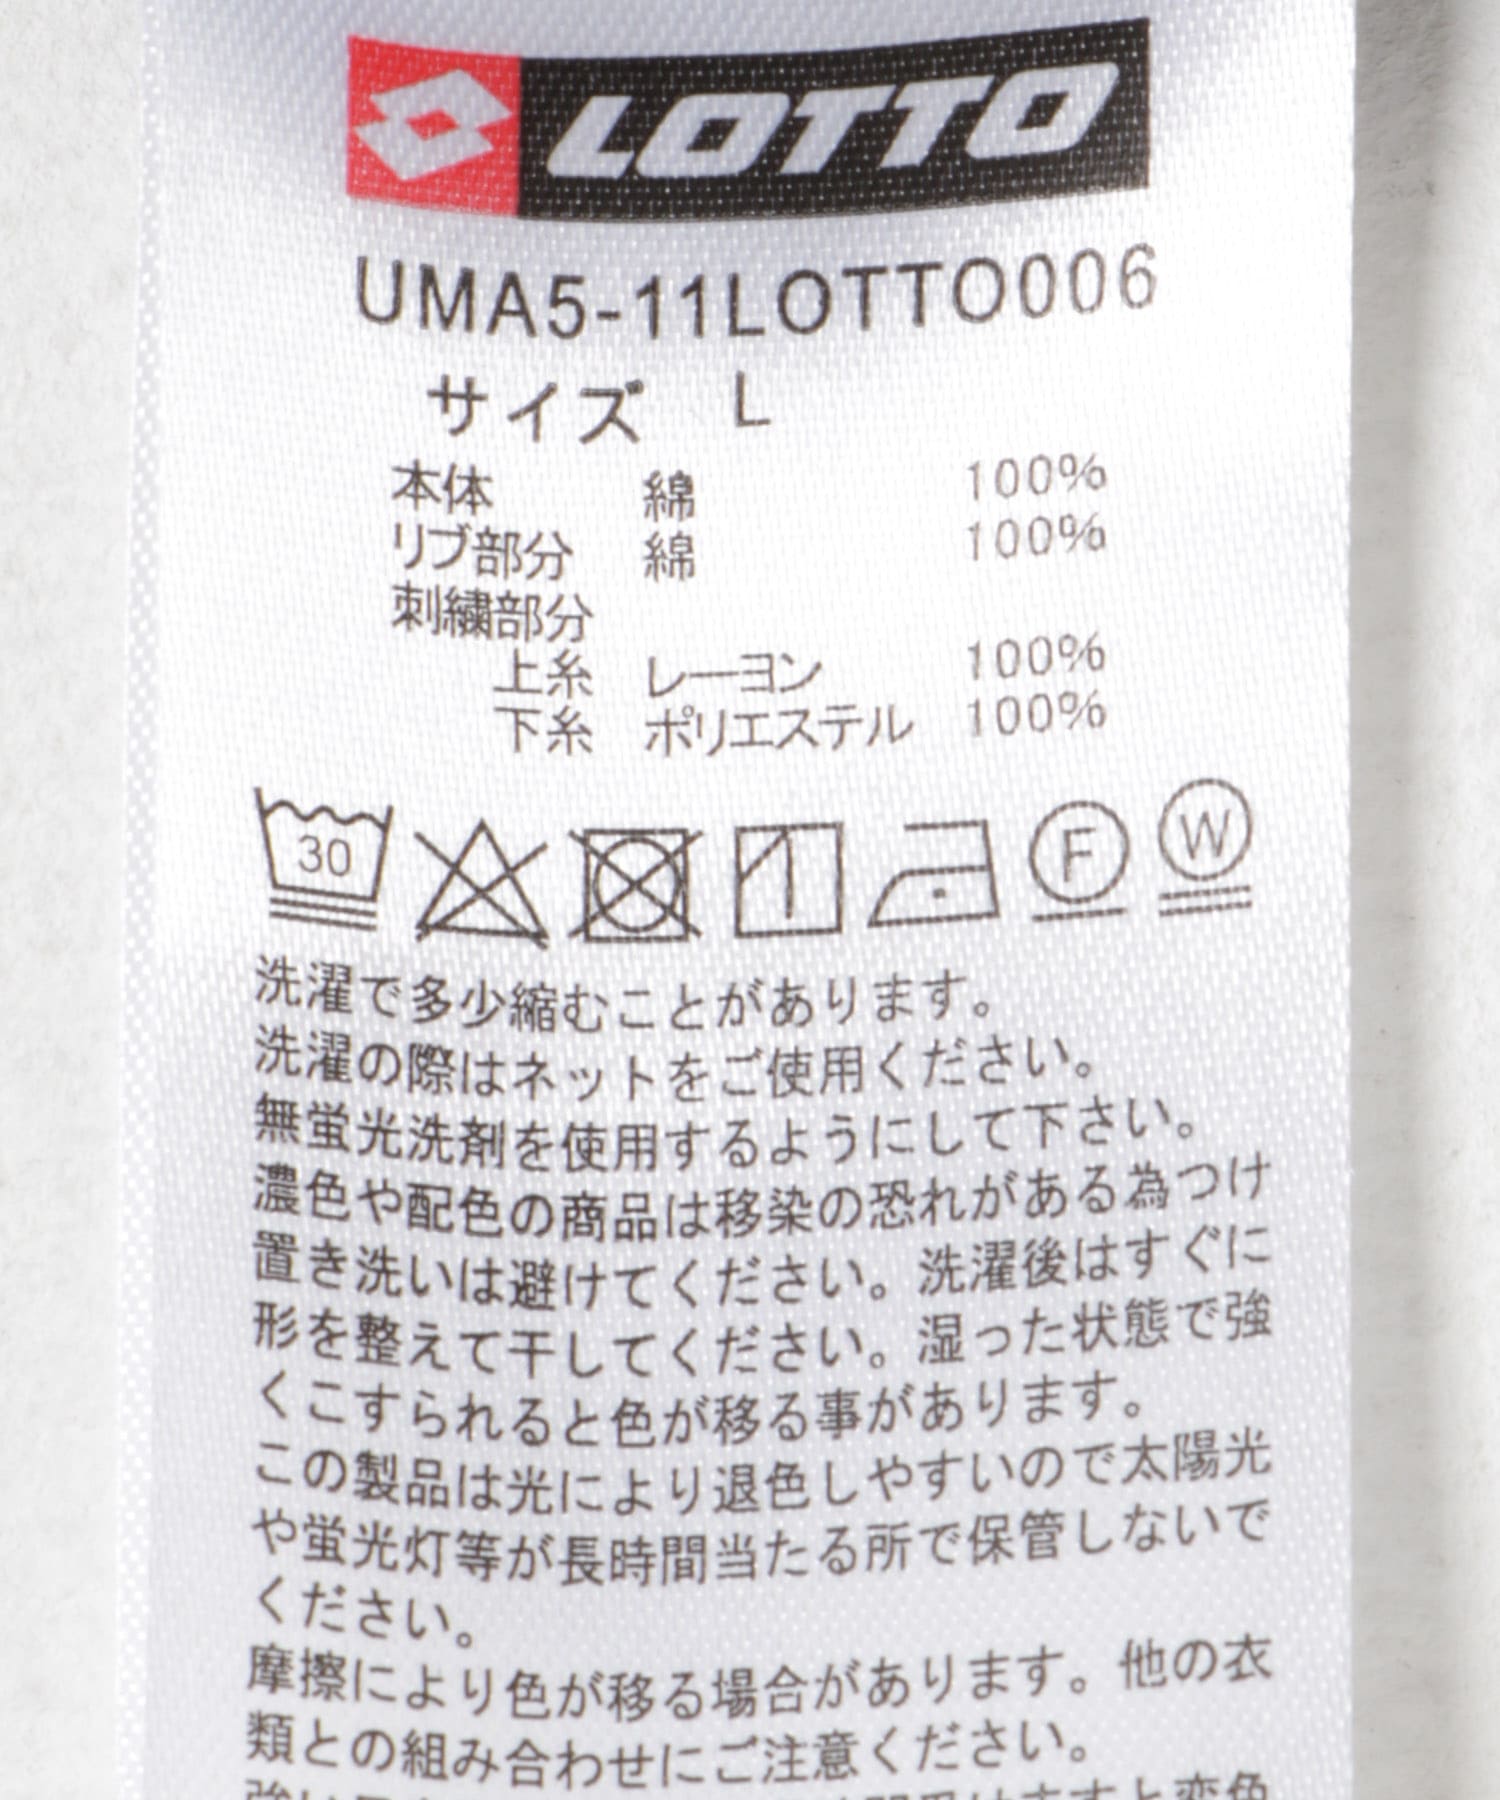 LOTTO
UMA5-11LOTTO006
サイズ L
本体 綿 100%
リブ部分 綿 100%
刺繍部分
上糸 レーヨン 100%
下糸 ポリエステル 100%
30 F W
洗濯で多少縮むことがあります。
洗濯の際はネットをご使用ください。
無蛍光洗剤を使用するようにして下さい。
濃色や配色の商品は移染の恐れがある為つけ
置き洗いは避けてください。洗濯後はすぐに
形を整えて干してください。湿った状態で強
くこすられると色が移る事があります。
この製品は光により退色しやすいので太陽光
や蛍光灯等が長時間当たる所で保管しないで
ください。
摩擦により色が移る場合があります。他の衣
類との組み合わせにご注意ください。